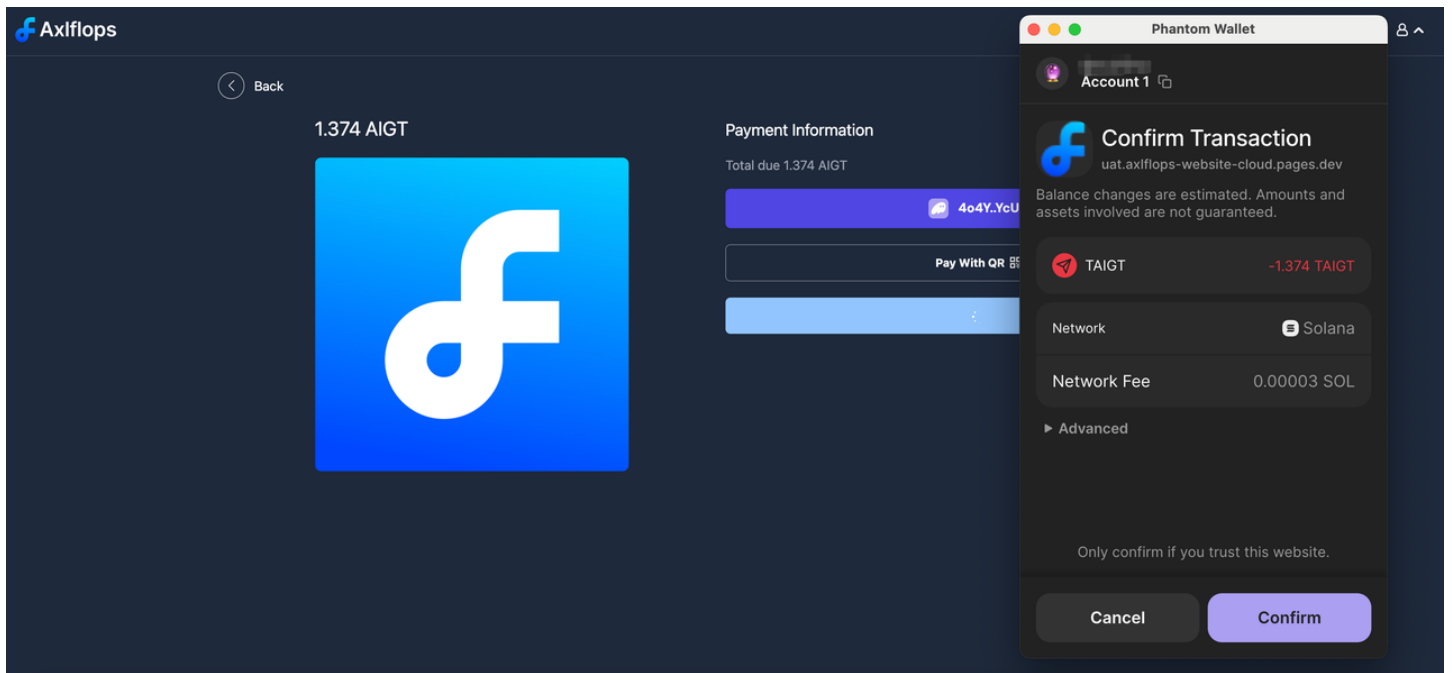 Axlflops
Back
1.374 AIGT
Payment Information
Total due 1.374 AIGT
4o4Y..YcU
Pay With QR
Phantom Wallet
Account 1
Confirm Transaction
uat.axlflops-website-cloud.pages.dev
Balance changes are estimated. Amounts and
assets involved are not guaranteed.
TAIGT -1.374 TAIGT
Network Solana
Network Fee 0.00003 SOL
Advanced
Only confirm if you trust this website.
Cancel Confirm